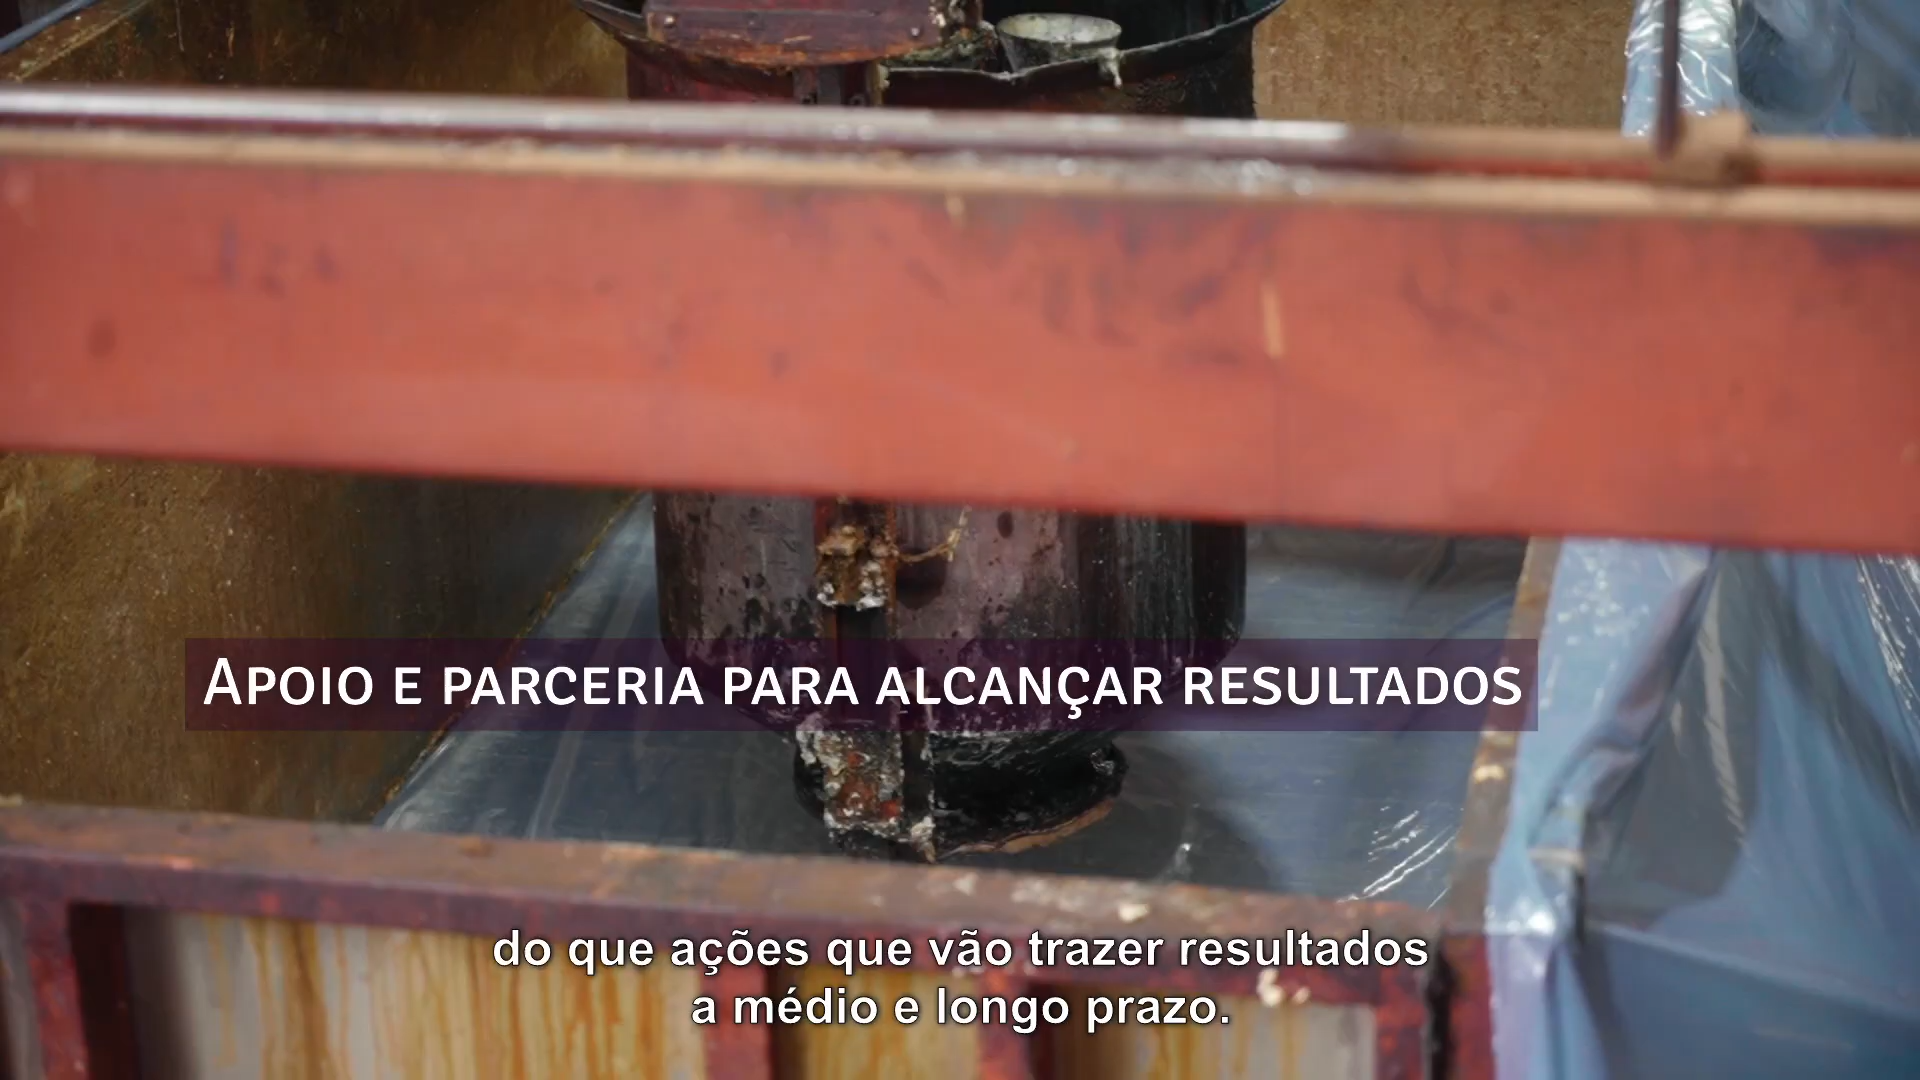 Apoio e parceria para alcançar resultados
do que ações que vão trazer resultados
a médio e longo prazo.